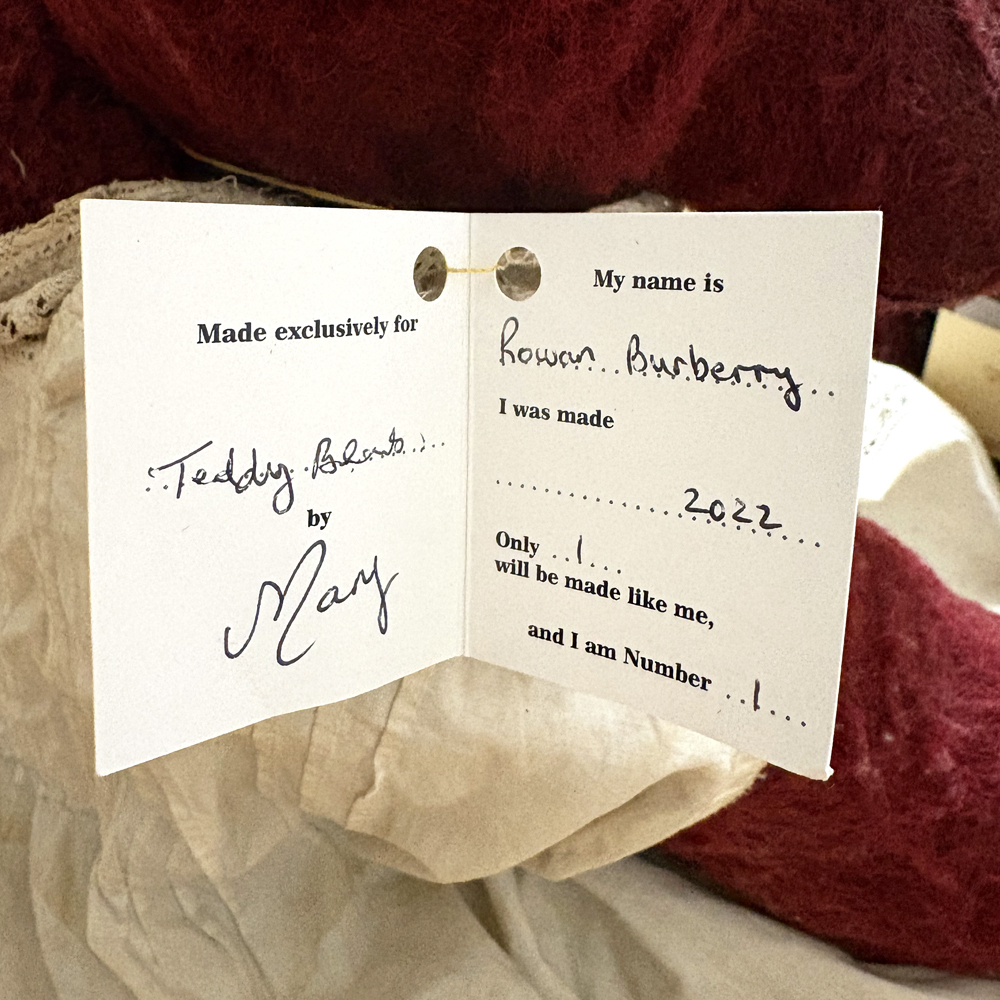 Made exclusively for
Teddy
by
Mary
My name is
Rowan Burberry
I was made
2022
Only 1
will be made like me,
and I am Number 1